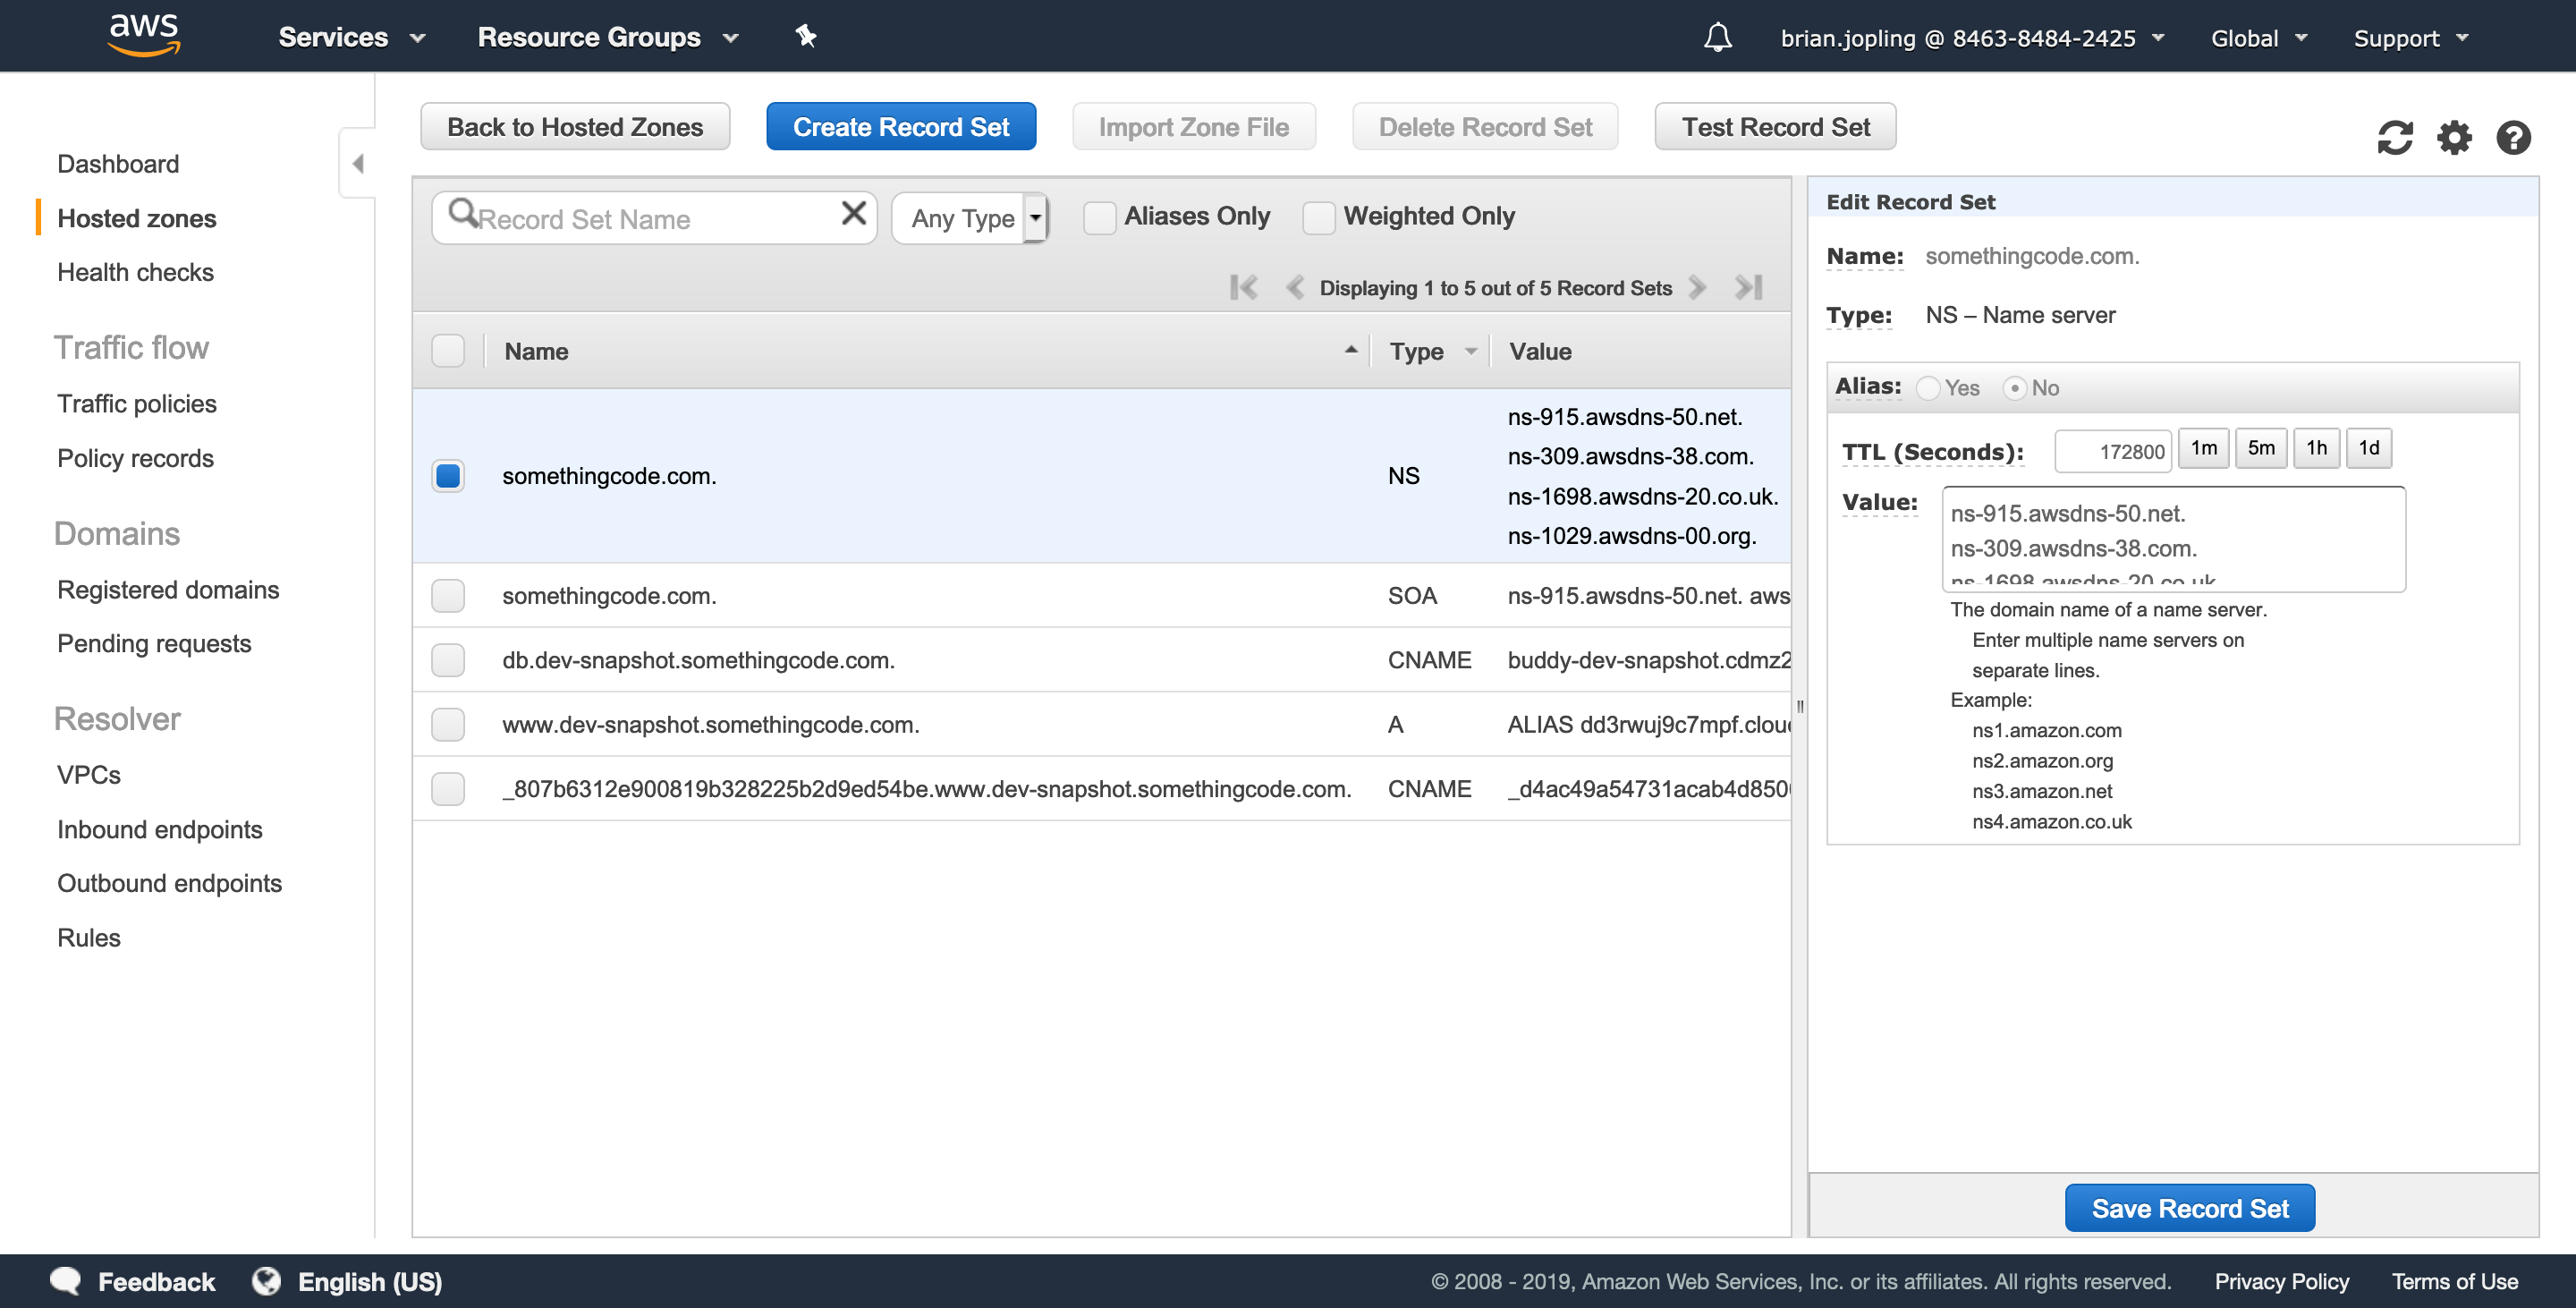 aws
Services
Resource Groups
brian.jopling @ 8463-8484-2425
Global
Support
Dashboard
Hosted zones
Health checks
Traffic flow
Traffic policies
Policy records
Domains
Registered domains
Pending requests
Resolver
VPCs
Inbound endpoints
Outbound endpoints
Rules
Back to Hosted Zones
Create Record Set
Import Zone File
Delete Record Set
Test Record Set
Record Set Name
Any Type
Aliases Only
Weighted Only
Displaying 1 to 5 out of 5 Record Sets
Name Type Value
somethingcode.com. NS
ns-915.awsdns-50.net.
ns-309.awsdns-38.com.
ns-1698.awsdns-20.co.uk.
ns-1029.awsdns-00.org.
somethingcode.com. SOA ns-915.awsdns-50.net. aws
db.dev-snapshot.somethingcode.com. CNAME buddy-dev-snapshot.cdmz2
www.dev-snapshot.somethingcode.com. A ALIAS dd3rwuj9c7mpf.clou
_807b6312e900819b328225b2d9ed54be.www.dev-snapshot.somethingcode.com. CNAME _d4ac49a54731acab4d850
Edit Record Set
Name: somethingcode.com.
Type: NS – Name server
Alias: Yes No
TTL (Seconds): 172800 1m 5m 1h 1d
Value:
ns-915.awsdns-50.net.
ns-309.awsdns-38.com.
ns-1698.awsdns-20.co.uk
The domain name of a name server.
Enter multiple name servers on
separate lines.
Example:
ns1.amazon.com
ns2.amazon.org
ns3.amazon.net
ns4.amazon.co.uk
Save Record Set
Feedback
English (US)
© 2008 - 2019, Amazon Web Services, Inc. or its affiliates. All rights reserved.
Privacy Policy
Terms of Use